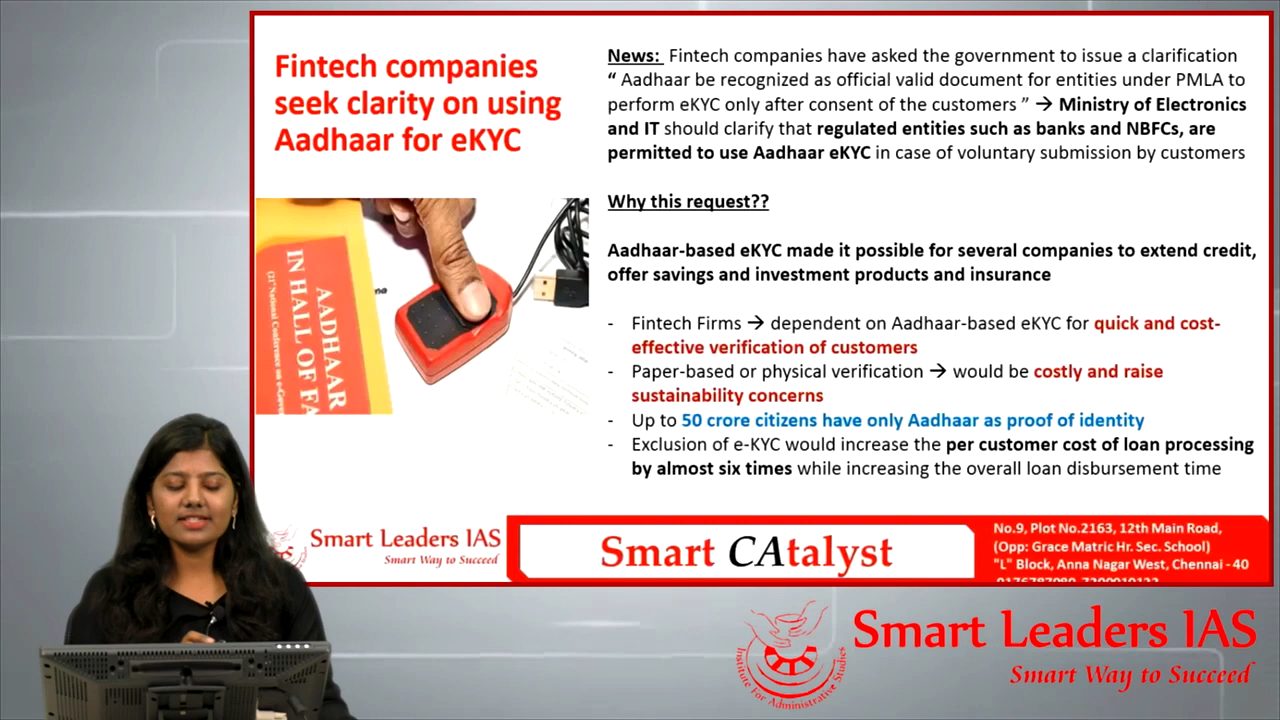 Fintech companies
seek clarity on using
Aadhaar for eKYC
News: Fintech companies have asked the government to issue a clarification
“ Aadhaar be recognized as official valid document for entities under PMLA to
perform eKYC only after consent of the customers ” → Ministry of Electronics
and IT should clarify that regulated entities such as banks and NBFCs, are
permitted to use Aadhaar eKYC in case of voluntary submission by customers
Why this request??
Aadhaar-based eKYC made it possible for several companies to extend credit,
offer savings and investment products and insurance
- Fintech Firms → dependent on Aadhaar-based eKYC for quick and cost-
effective verification of customers
- Paper-based or physical verification → would be costly and raise
sustainability concerns
- Up to 50 crore citizens have only Aadhaar as proof of identity
- Exclusion of e-KYC would increase the per customer cost of loan processing
by almost six times while increasing the overall loan disbursement time
AADHAAR
IN HALL OF FA
(21st National Conference on e-Gover
Smart Leaders IAS
Smart Way to Succeed
Smart CAtalyst
No.9, Plot No.2163, 12th Main Road,
(Opp: Grace Matric Hr. Sec. School)
"L" Block, Anna Nagar West, Chennai - 40
Institute For Administrative Studies
Smart Leaders IAS
Smart Way to Succeed